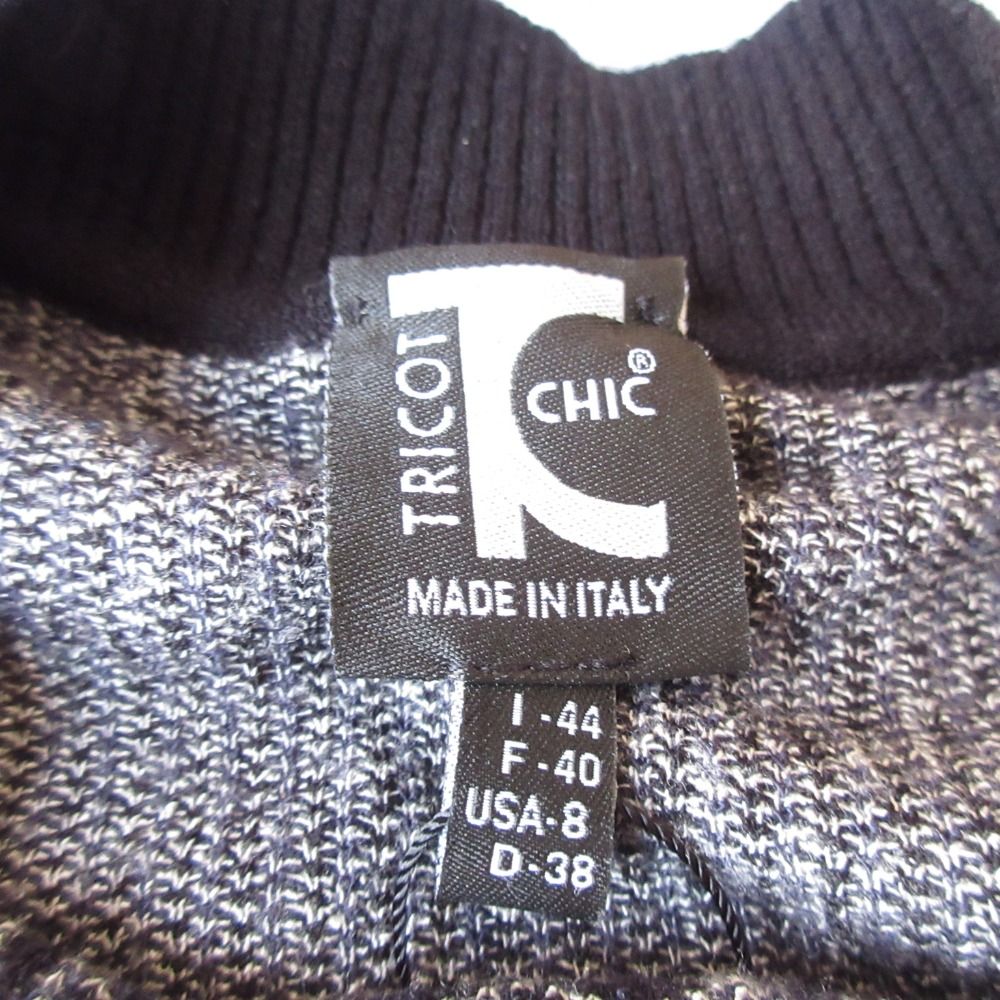 TRICOT
CHIC®
MADE IN ITALY
I - 44
F - 40
USA - 8
D - 38